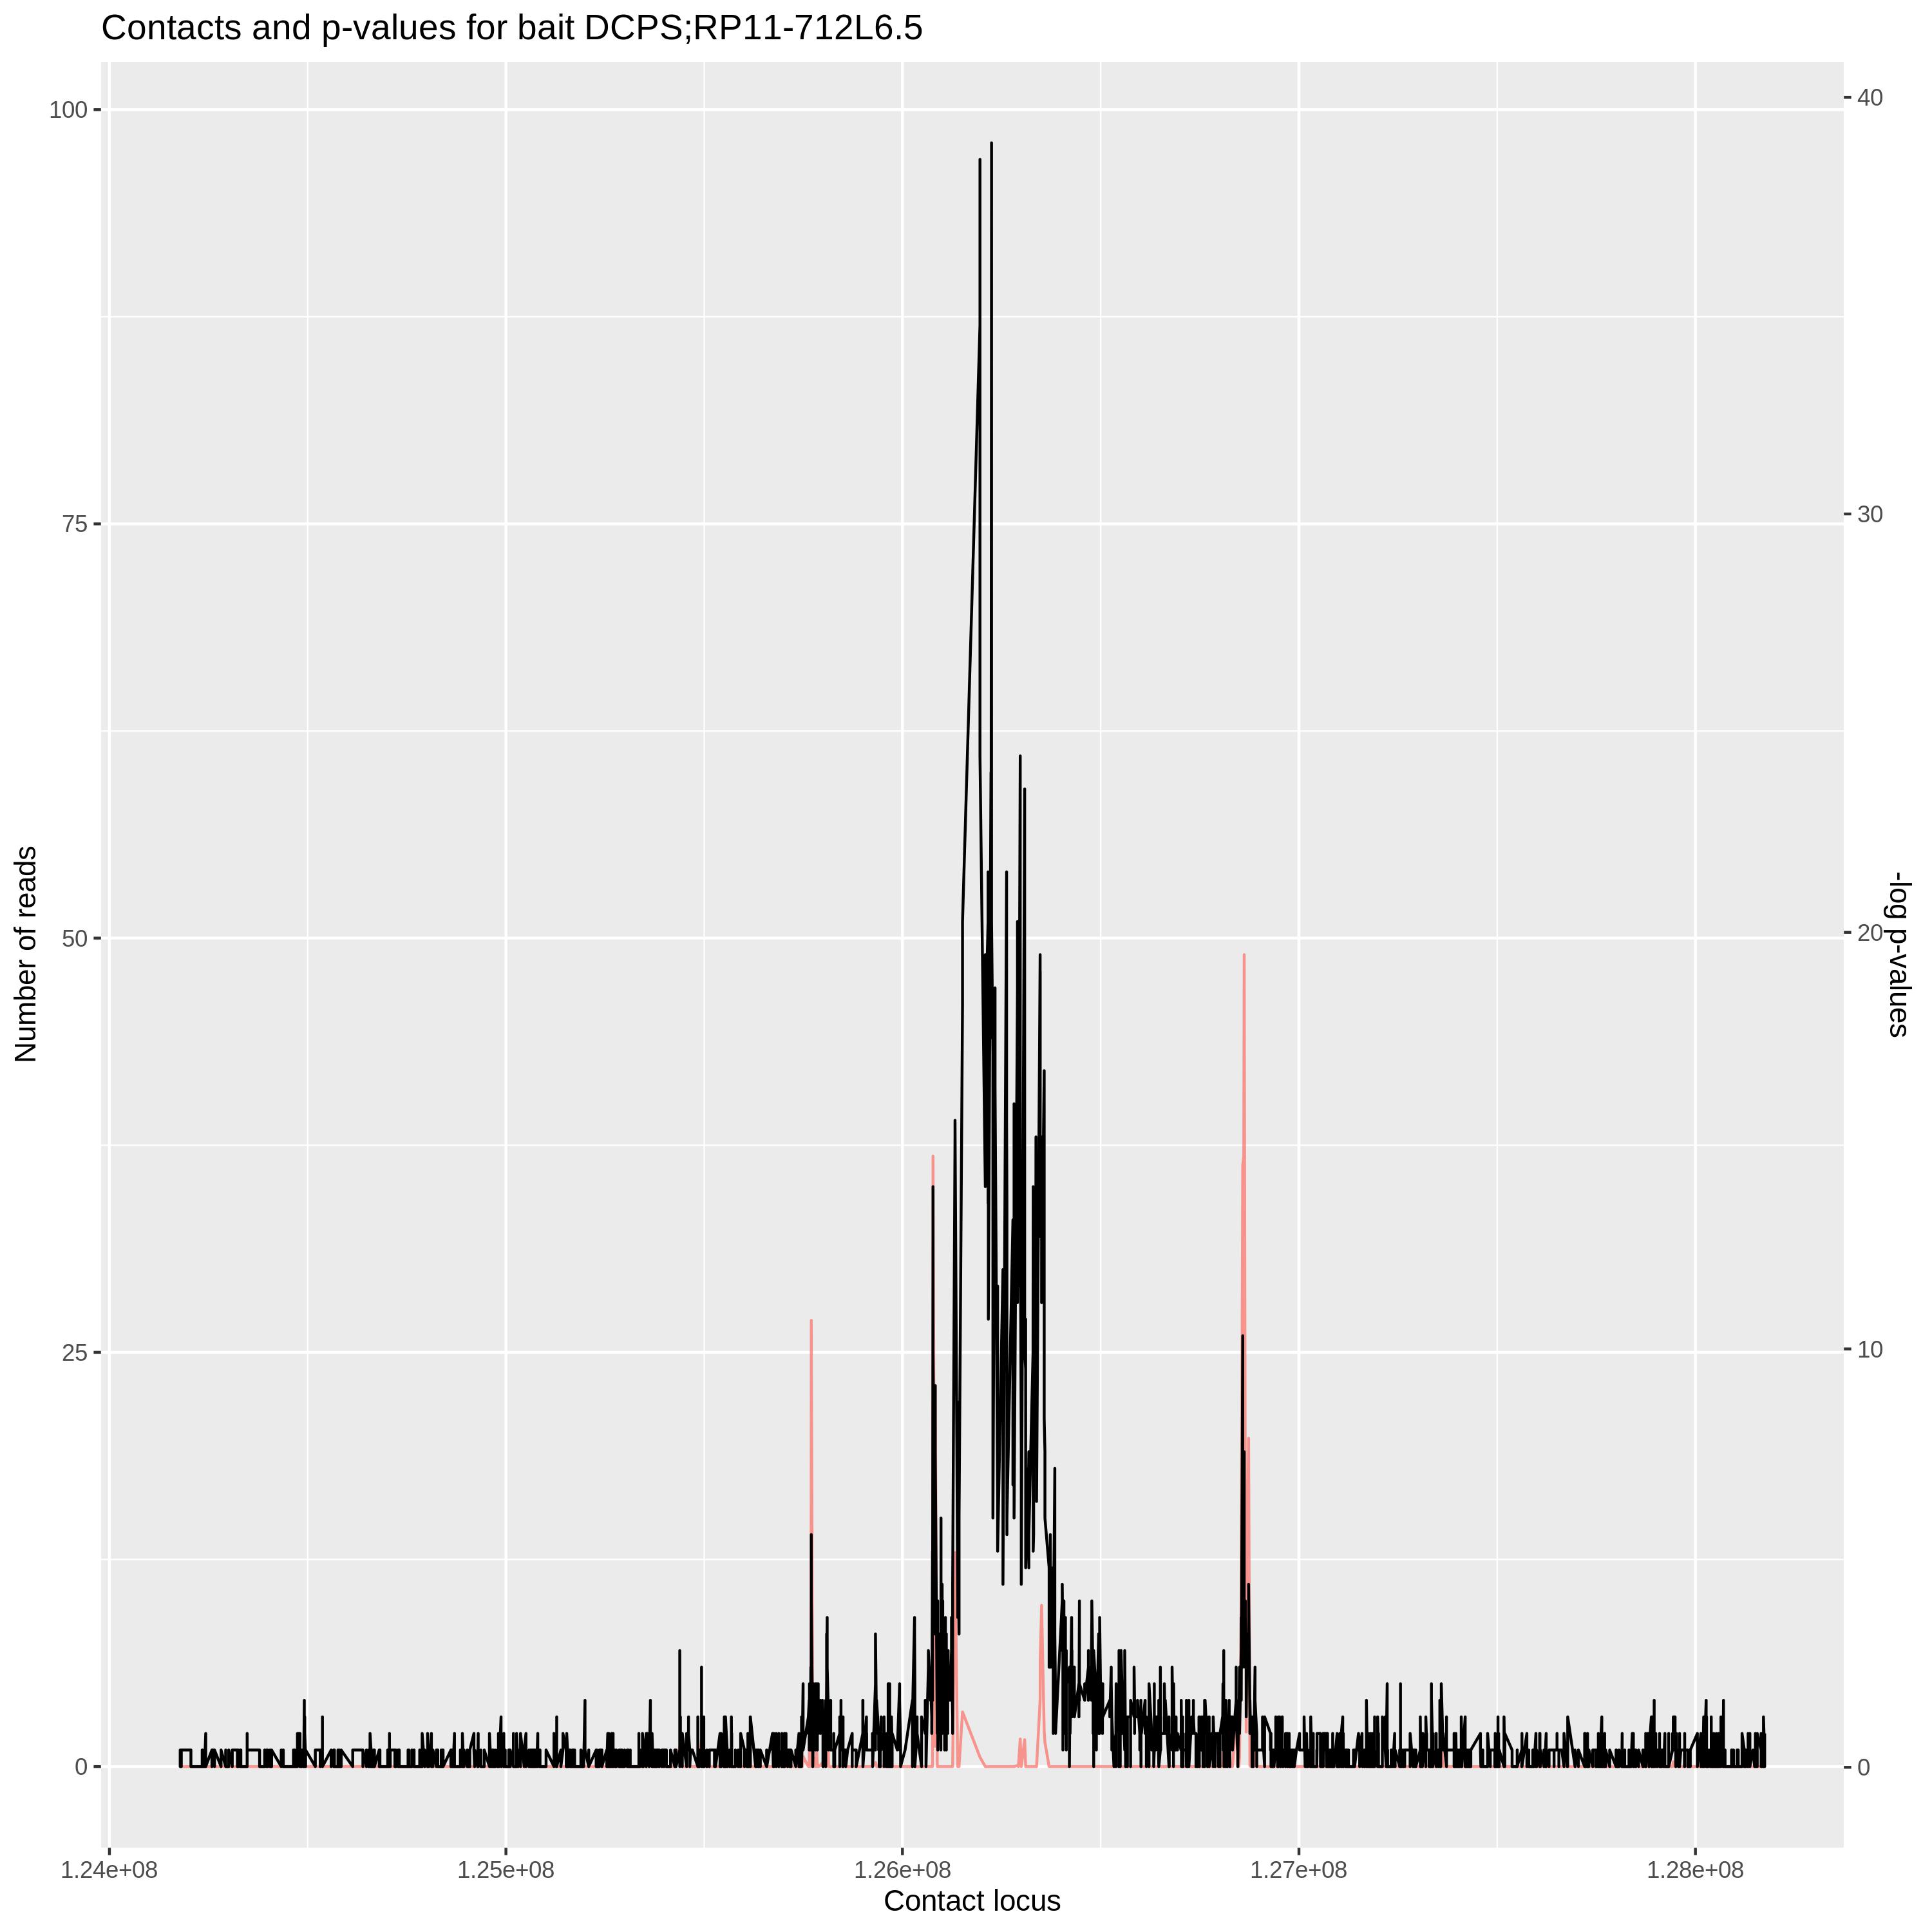 Contacts and p-values for bait DCPS;RP11-712L6.5
100
75
50
25
0
Number of reads
40
30
20
10
0
-log p-values
1.24e+08
1.25e+08
1.26e+08
1.27e+08
1.28e+08
Contact locus